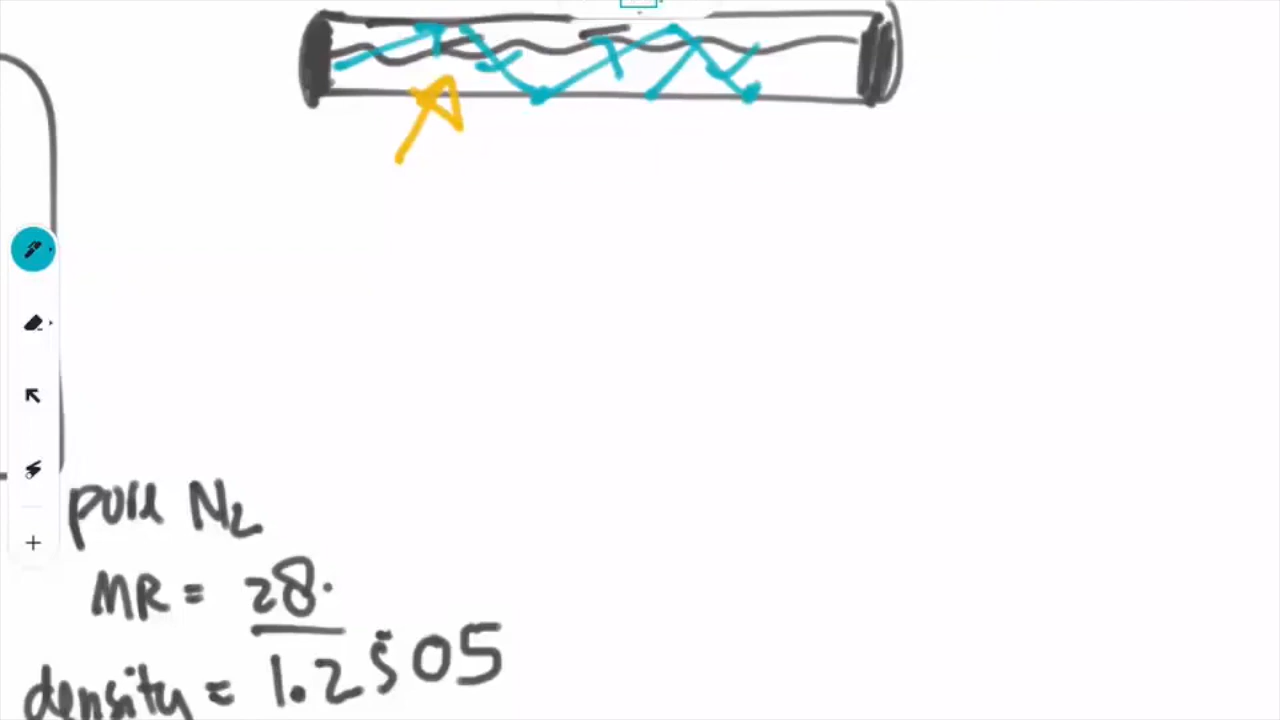 pure N2
MR = 28.
density = 1.2505